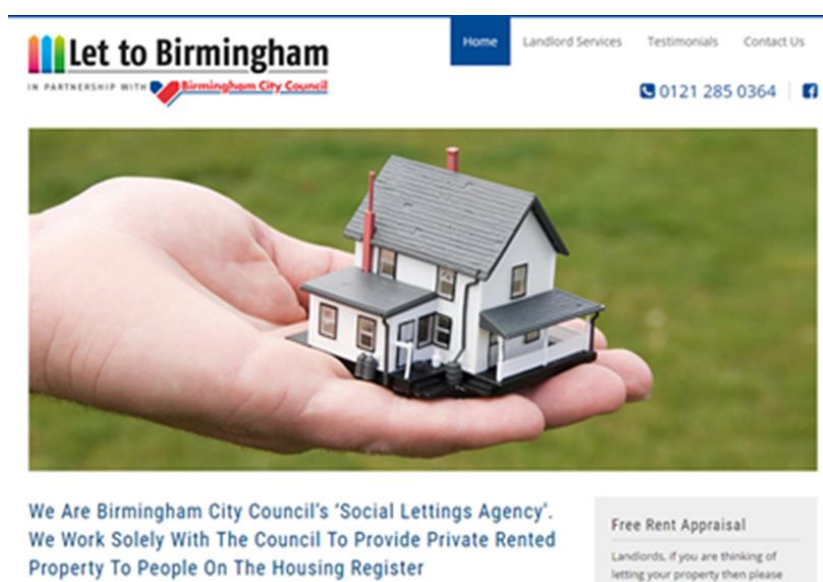 Let to Birmingham
IN PARTNERSHIP WITH Birmingham City Council
Home Landlord Services Testimonials Contact Us
0121 285 0364
We Are Birmingham City Council's 'Social Lettings Agency'.
We Work Solely With The Council To Provide Private Rented
Property To People On The Housing Register
Free Rent Appraisal
Landlords, if you are thinking of
letting your property then please